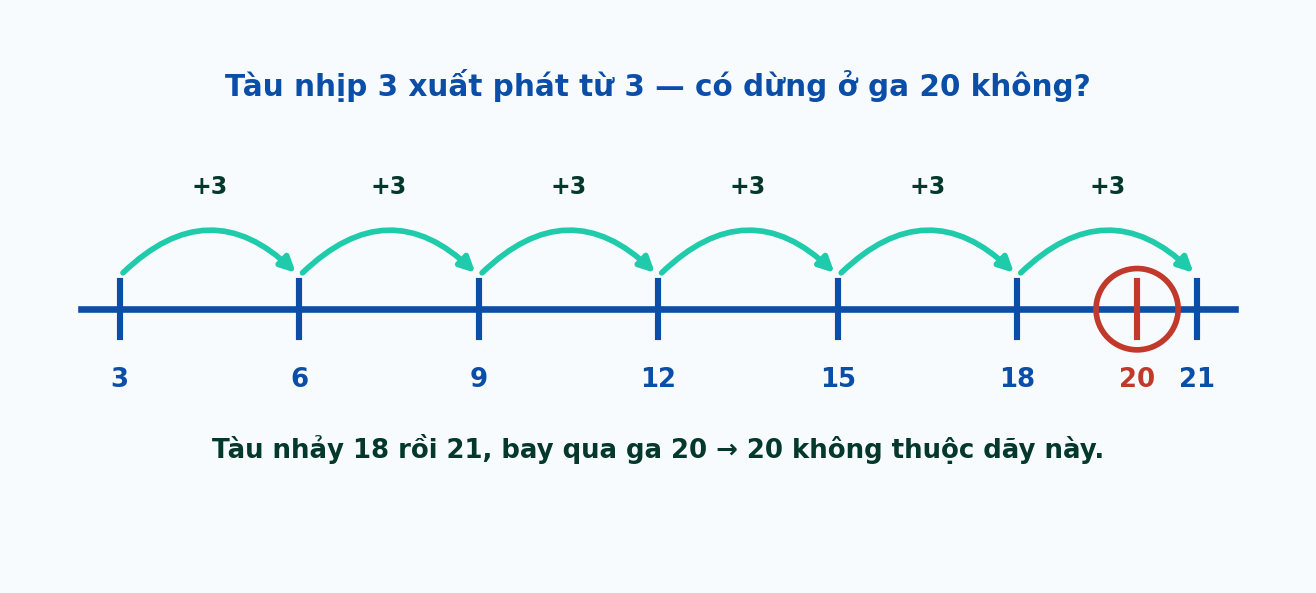 Tàu nhịp 3 xuất phát từ 3 — có dừng ở ga 20 không?
+3 +3 +3 +3 +3 +3
3 6 9 12 15 18 20 21
Tàu nhảy 18 rồi 21, bay qua ga 20 → 20 không thuộc dãy này.